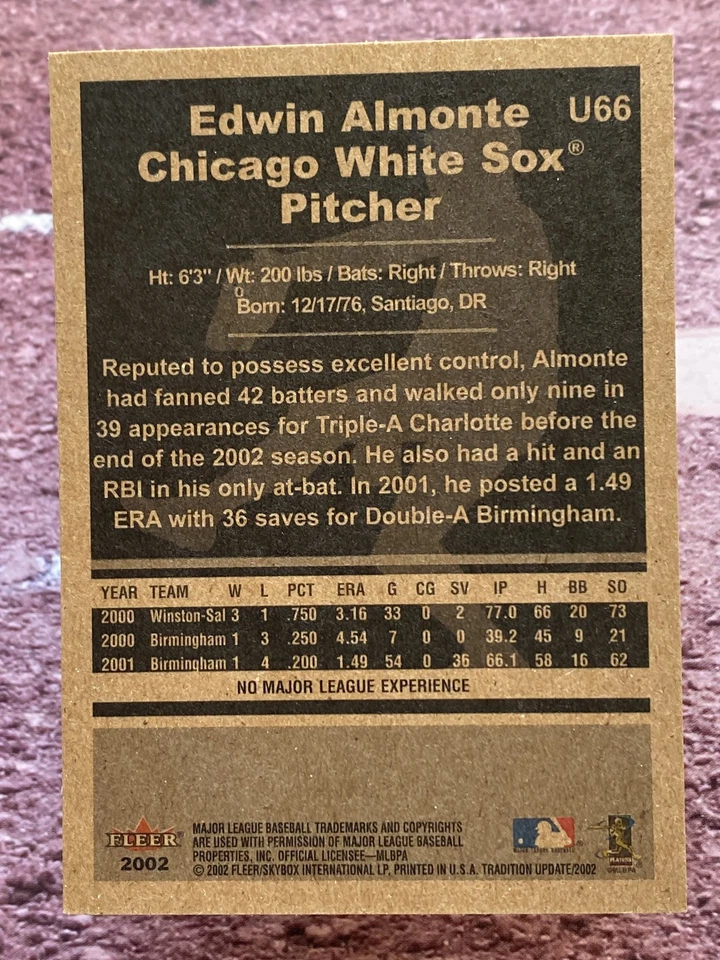 Edwin Almonte U66
Chicago White Sox®
Pitcher
Ht: 6'3" / Wt: 200 lbs / Bats: Right / Throws: Right
Born: 12/17/76, Santiago, DR
Reputed to possess excellent control, Almonte
had fanned 42 batters and walked only nine in
39 appearances for Triple-A Charlotte before the
end of the 2002 season. He also had a hit and an
RBI in his only at-bat. In 2001, he posted a 1.49
ERA with 36 saves for Double-A Birmingham.
YEAR TEAM W L PCT ERA G CG SV IP H BB SO
2000 Winston-Sal 3 1 .750 3.16 33 0 2 77.0 66 20 73
2000 Birmingham 1 3 .250 4.54 7 0 0 39.2 45 9 21
2001 Birmingham 1 4 .200 1.49 54 0 36 66.1 58 16 62
NO MAJOR LEAGUE EXPERIENCE
FLEER
2002
MAJOR LEAGUE BASEBALL TRADEMARKS AND COPYRIGHTS
ARE USED WITH PERMISSION OF MAJOR LEAGUE BASEBALL
PROPERTIES, INC. OFFICIAL LICENSEE—MLBPA
© 2002 FLEER/SKYBOX INTERNATIONAL LP, PRINTED IN U.S.A. TRADITION UPDATE/2002
PLAYERS
©MLBPA